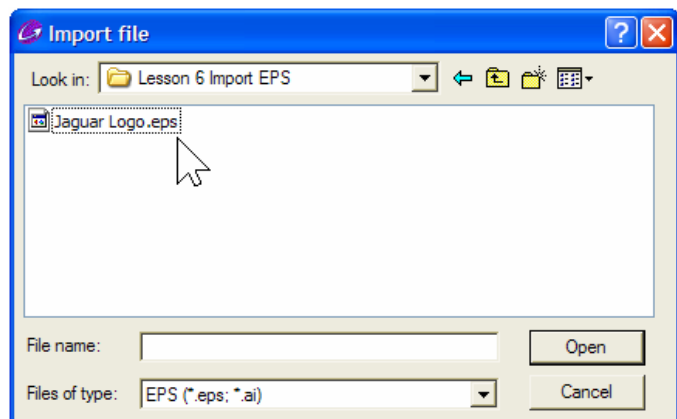 Import file
Look in: Lesson 6 Import EPS
Jaguar Logo.eps
File name: Open
Files of type: EPS (*.eps; *.ai) Cancel